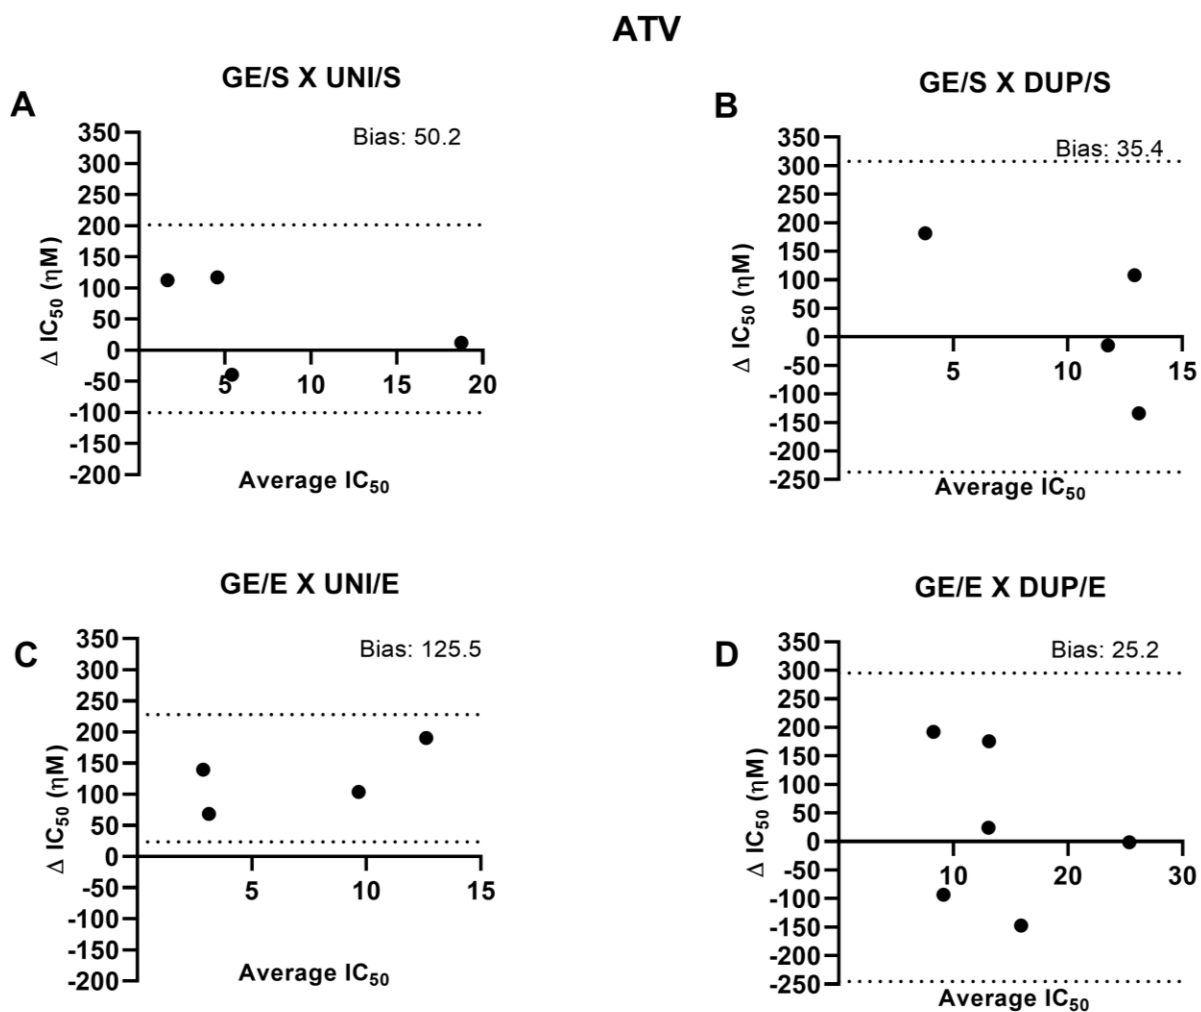 ATV
A
GE/S X UNI/S
Bias: 50.2
350
300
250
200
150
100
50
0
-50
-100
-150
-200
Δ IC50 (ηM)
5 10 15 20
Average IC50
B
GE/S X DUP/S
Bias: 35.4
350
300
250
200
150
100
50
0
-50
-100
-150
-200
-250
Δ IC50 (ηM)
5 10 15
Average IC50
C
GE/E X UNI/E
Bias: 125.5
350
300
250
200
150
100
50
0
-50
-100
-150
-200
Δ IC50 (ηM)
5 10 15
Average IC50
D
GE/E X DUP/E
Bias: 25.2
350
300
250
200
150
100
50
0
-50
-100
-150
-200
-250
Δ IC50 (ηM)
10 20 30
Average IC50